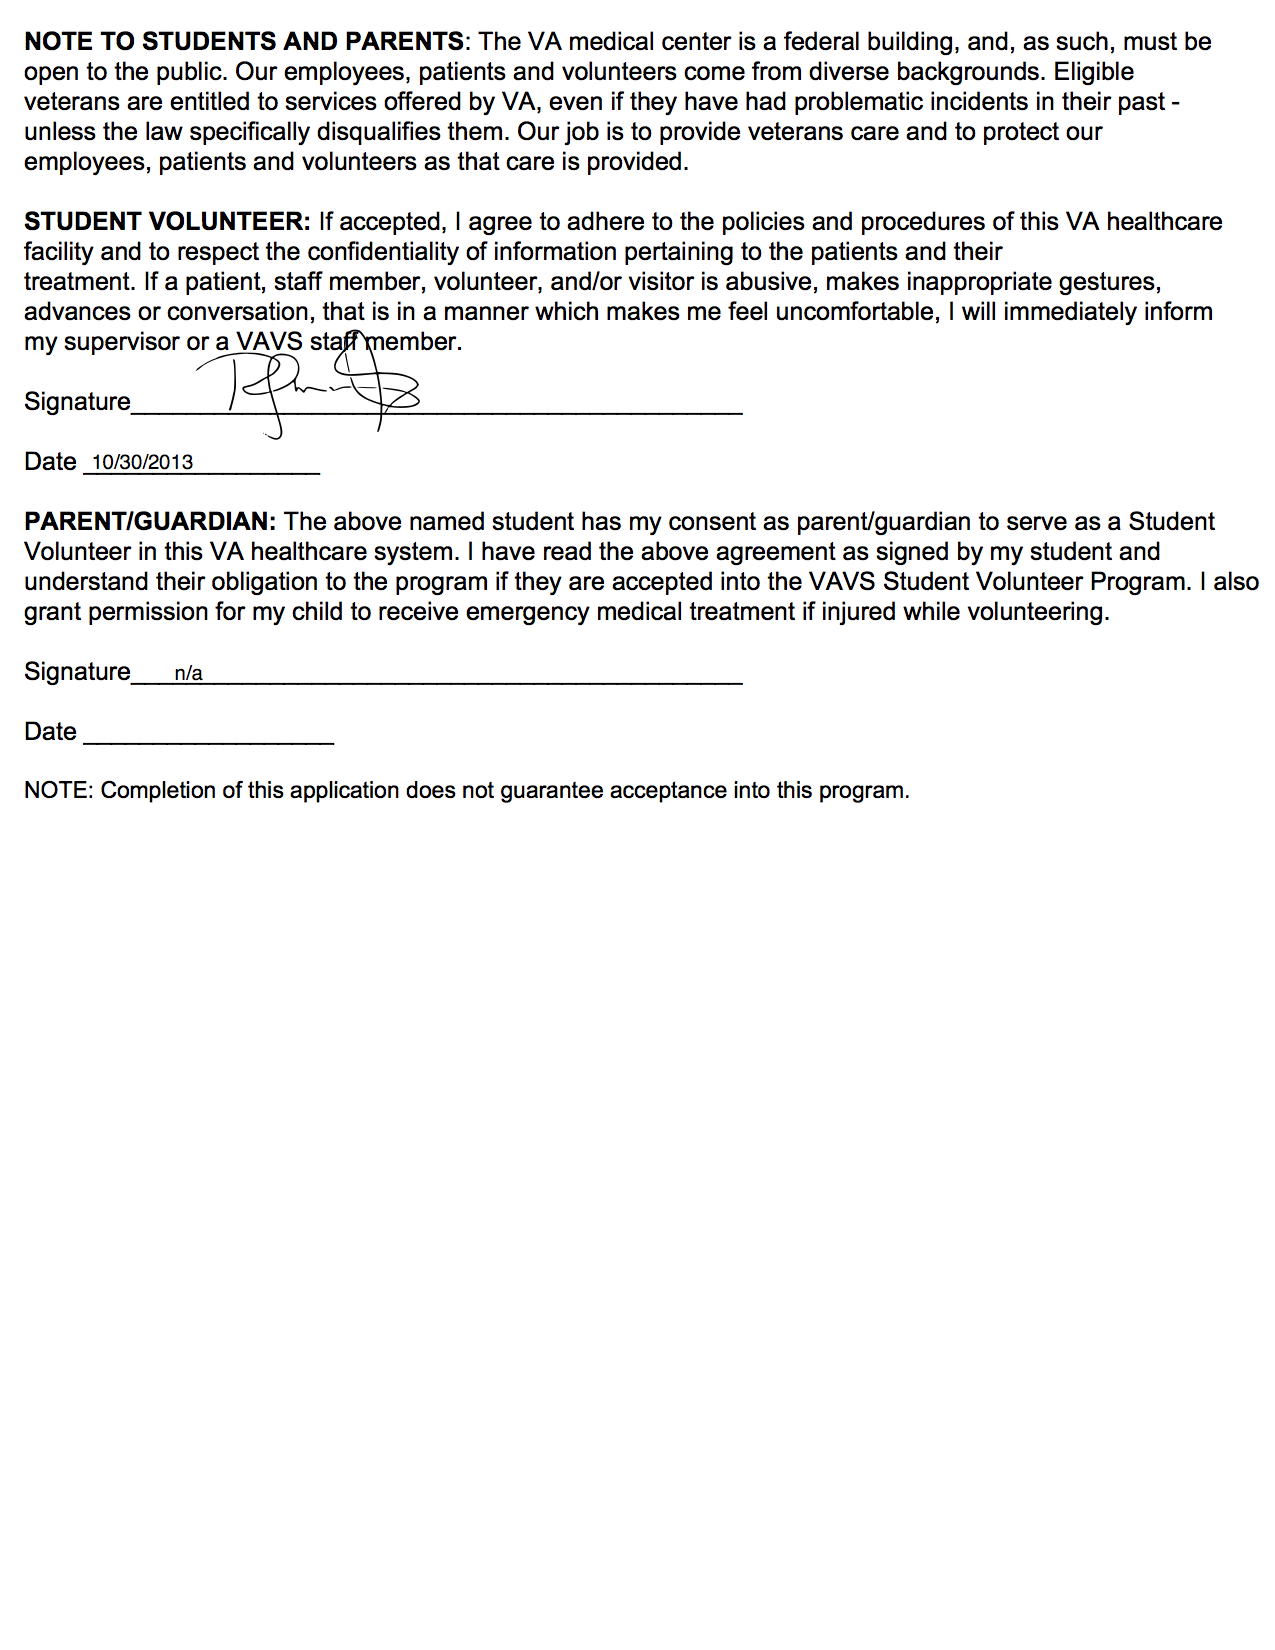 NOTE TO STUDENTS AND PARENTS: The VA medical center is a federal building, and, as such, must be
open to the public. Our employees, patients and volunteers come from diverse backgrounds. Eligible
veterans are entitled to services offered by VA, even if they have had problematic incidents in their past -
unless the law specifically disqualifies them. Our job is to provide veterans care and to protect our
employees, patients and volunteers as that care is provided.
STUDENT VOLUNTEER: If accepted, I agree to adhere to the policies and procedures of this VA healthcare
facility and to respect the confidentiality of information pertaining to the patients and their
treatment. If a patient, staff member, volunteer, and/or visitor is abusive, makes inappropriate gestures,
advances or conversation, that is in a manner which makes me feel uncomfortable, I will immediately inform
my supervisor or a VAVS staff member.
Signature
Date 10/30/2013
PARENT/GUARDIAN: The above named student has my consent as parent/guardian to serve as a Student
Volunteer in this VA healthcare system. I have read the above agreement as signed by my student and
understand their obligation to the program if they are accepted into the VAVS Student Volunteer Program. I also
grant permission for my child to receive emergency medical treatment if injured while volunteering.
Signature n/a
Date
NOTE: Completion of this application does not guarantee acceptance into this program.